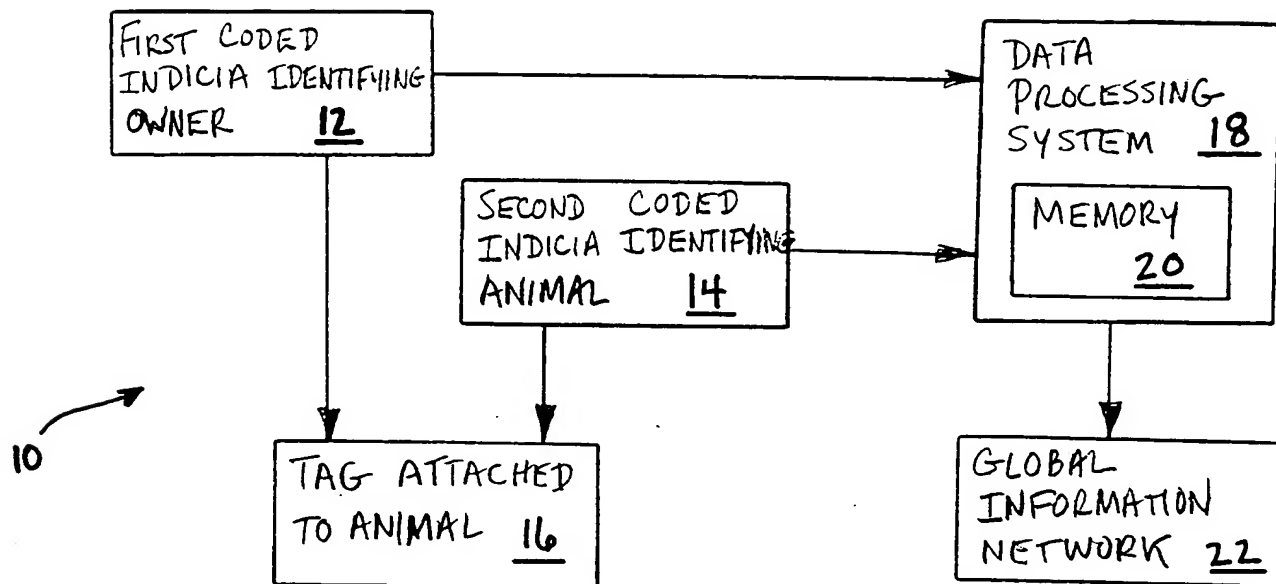 FIRST CODED
INDICIA IDENTIFYING
OWNER 12
DATA
PROCESSING
SYSTEM 18
MEMORY
20
SECOND CODED
INDICIA IDENTIFYING
ANIMAL 14
10
TAG ATTACHED
TO ANIMAL 16
GLOBAL
INFORMATION
NETWORK 22